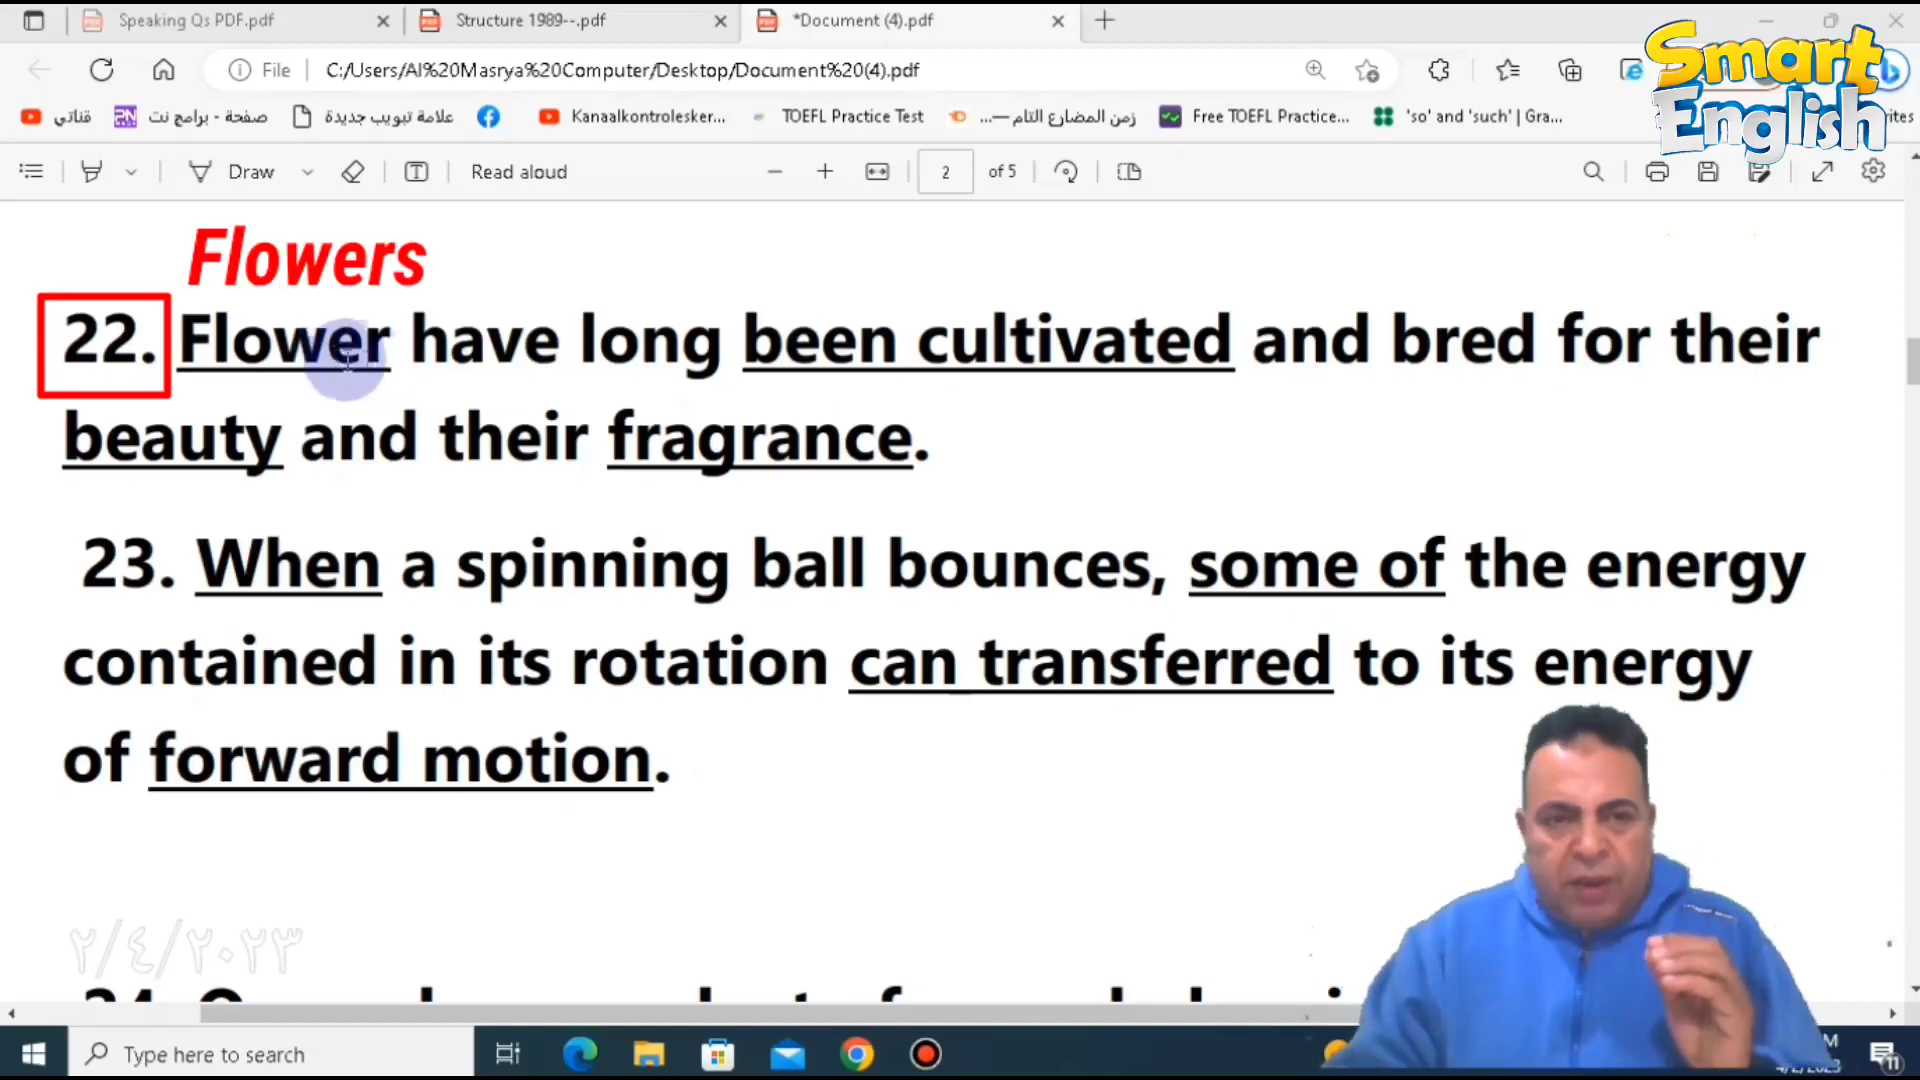 Speaking Qs PDF.pdf
Structure 1989--.pdf
*Document (4).pdf
File
C:/Users/Al%20Masrya%20Computer/Desktop/Document%20(4).pdf
Smart
English
قناتي
صفحة - برامج نت
علامة تبويب جديدة
Kanaalkontrolesker...
TOEFL Practice Test
زمن المضارع التام —...
Free TOEFL Practice...
'so' and 'such' | Gra...
Draw
Read aloud
2
of 5
Flowers
22. Flower have long been cultivated and bred for their
beauty and their fragrance.
23. When a spinning ball bounces, some of the energy
contained in its rotation can transferred to its energy
of forward motion.
٢/٤/٢٠٢٣
Type here to search
11